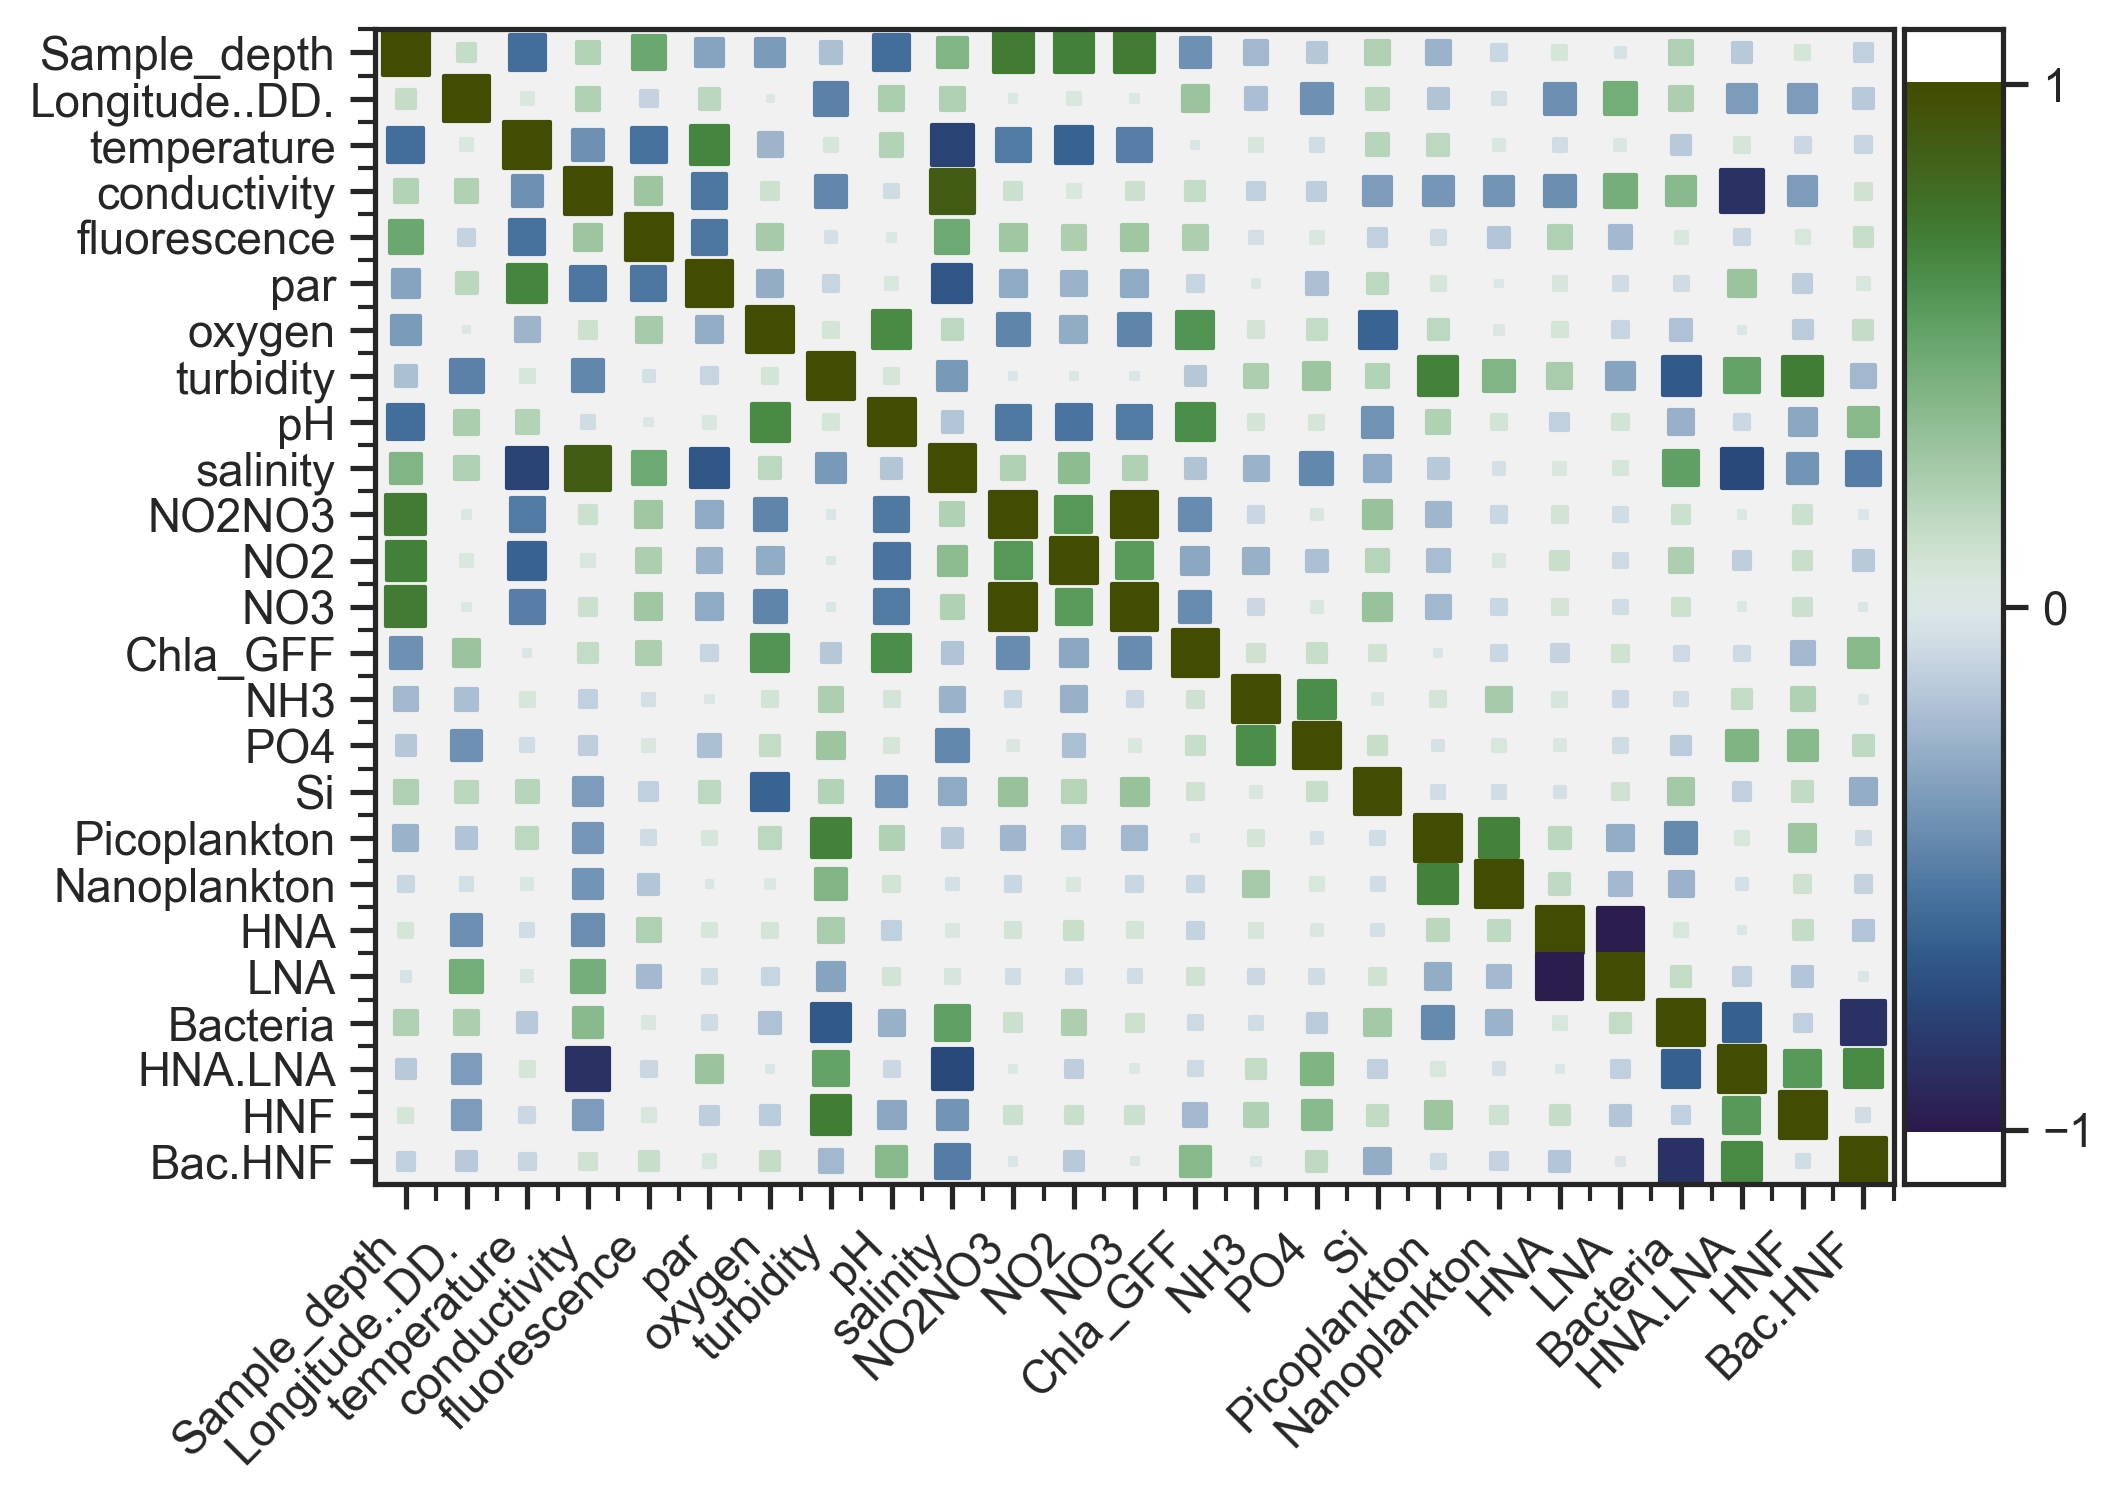 Sample_depth
Longitude..DD.
temperature
conductivity
fluorescence
par
oxygen
turbidity
pH
salinity
NO2NO3
NO2
NO3
Chla_GFF
NH3
PO4
Si
Picoplankton
Nanoplankton
HNA
LNA
Bacteria
HNA.LNA
HNF
Bac.HNF
Sample_depth
Longitude..DD.
temperature
conductivity
fluorescence
par
oxygen
turbidity
pH
salinity
NO2NO3
NO2
NO3
Chla_GFF
NH3
PO4
Si
Picoplankton
Nanoplankton
HNA
LNA
Bacteria
HNA.LNA
HNF
Bac.HNF
1
0
−1